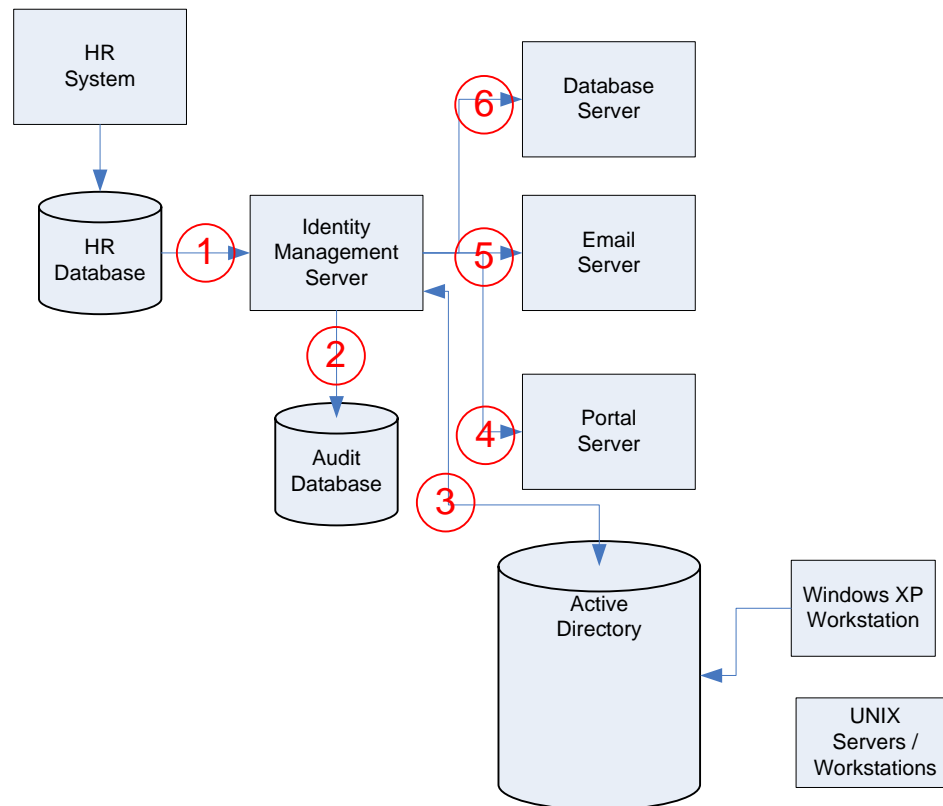 HR
System
6
Database
Server
HR
Database
1
Identity
Management
Server
5
Email
Server
2
4
Portal
Server
Audit
Database
3
Active
Directory
Windows XP
Workstation
UNIX
Servers /
Workstations